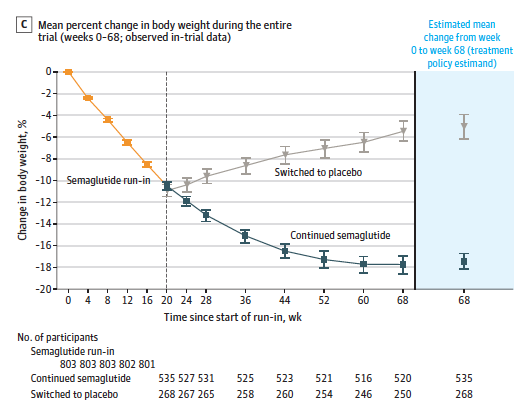 C Mean percent change in body weight during the entire
trial (weeks 0–68; observed in-trial data)
Estimated mean
change from week
0 to week 68 (treatment
policy estimand)
Change in body weight, %
0
-2
-4
-6
-8
-10
-12
-14
-16
-18
-20
Semaglutide run-in
Switched to placebo
Continued semaglutide
0 4 8 12 16 20 24 28 36 44 52 60 68 68
Time since start of run-in, wk
No. of participants
Semaglutide run-in
803 803 803 802 801
Continued semaglutide 535 527 531 525 523 521 516 520 535
Switched to placebo 268 267 265 258 260 254 246 250 268